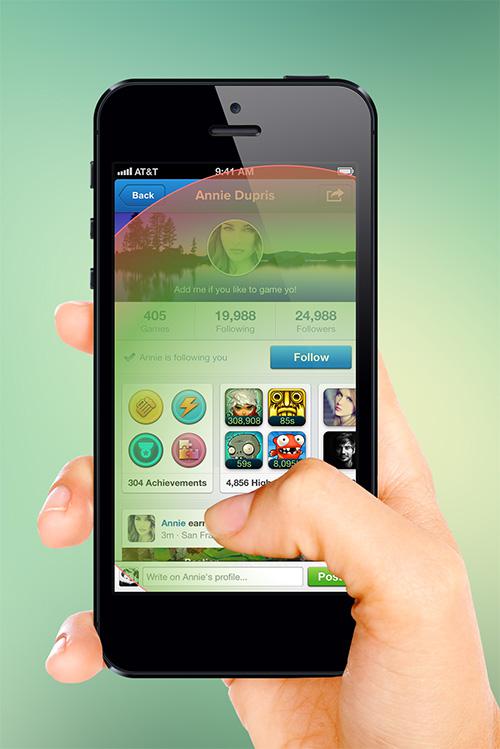 AT&T 9:41 AM
Back Annie Dupris
Add me if you like to game yo!
405 19,988 24,988
Games Following Followers
Annie is following you Follow
308,908 85s
59s 8,095
304 Achievements 4,856 High
Annie earn
3m · San Fra
Write on Annie's profile... Pos